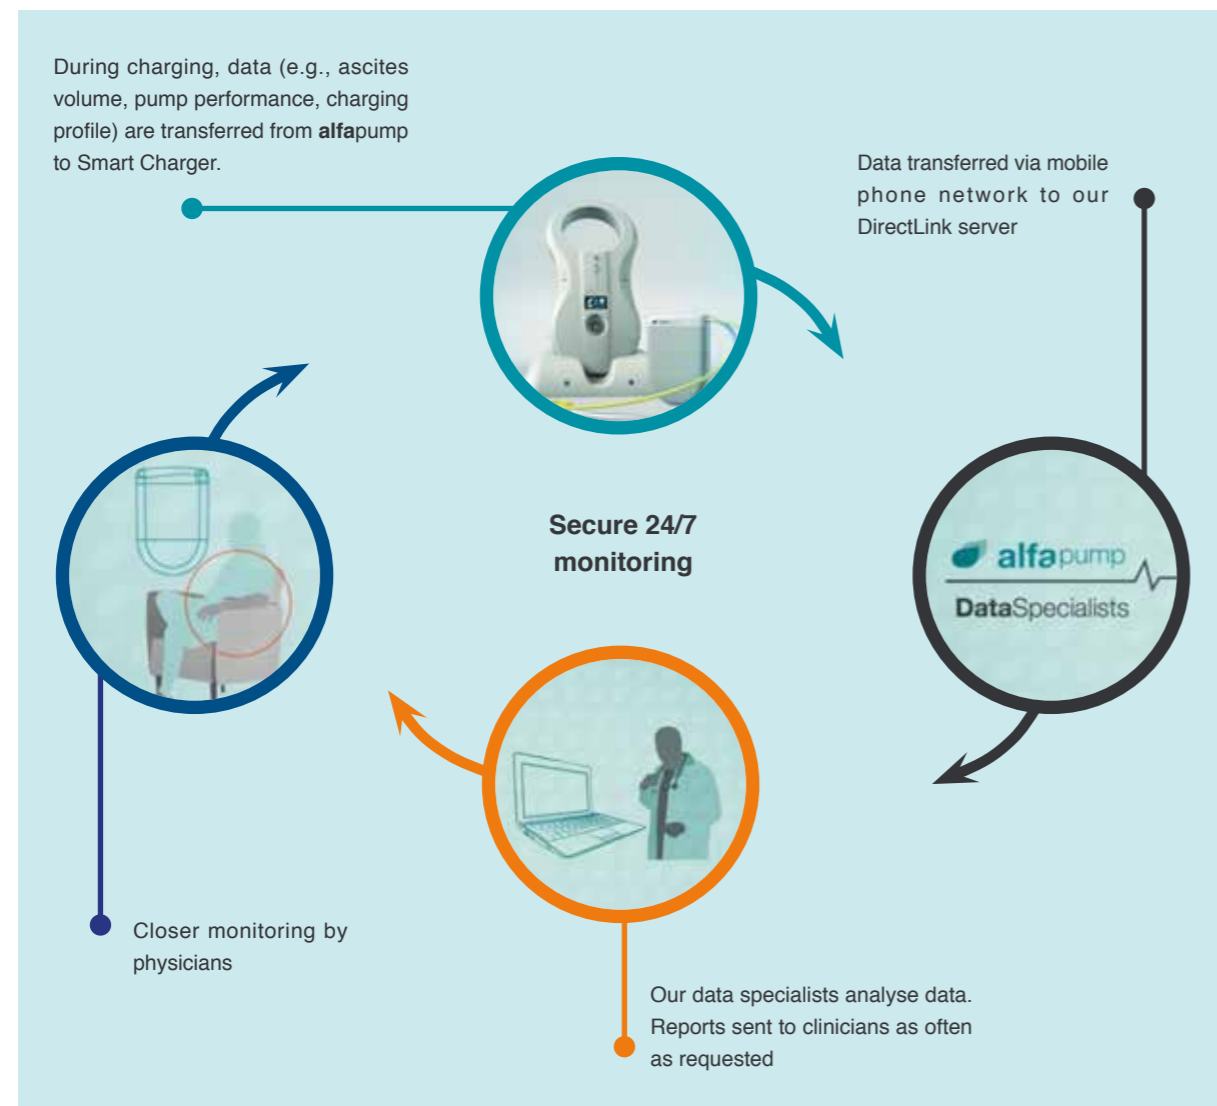 During charging, data (e.g., ascites
volume, pump performance, charging
profile) are transferred from alfapump
to Smart Charger.
Data transferred via mobile
phone network to our
DirectLink server
Secure 24/7
monitoring
alfapump
DataSpecialists
Closer monitoring by
physicians
Our data specialists analyse data.
Reports sent to clinicians as often
as requested